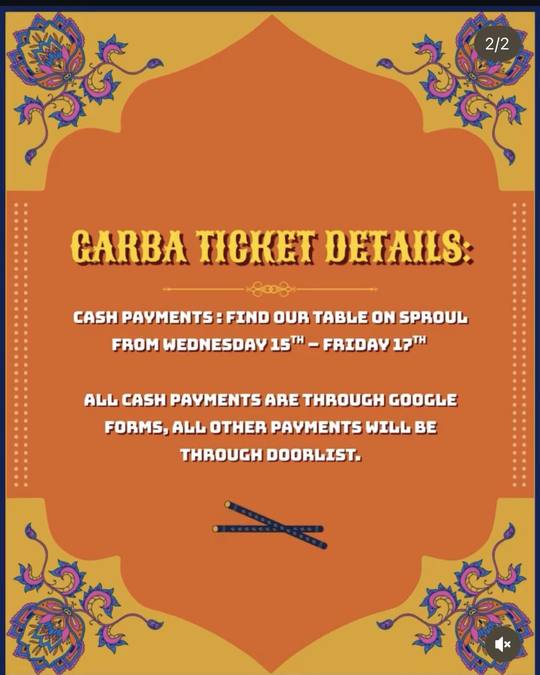 2/2
GARBA TICKET DETAILS:
CASH PAYMENTS : FIND OUR TABLE ON SPROUL
FROM WEDNESDAY 15TH – FRIDAY 17TH
ALL CASH PAYMENTS ARE THROUGH GOOGLE
FORMS, ALL OTHER PAYMENTS WILL BE
THROUGH DOORLIST.